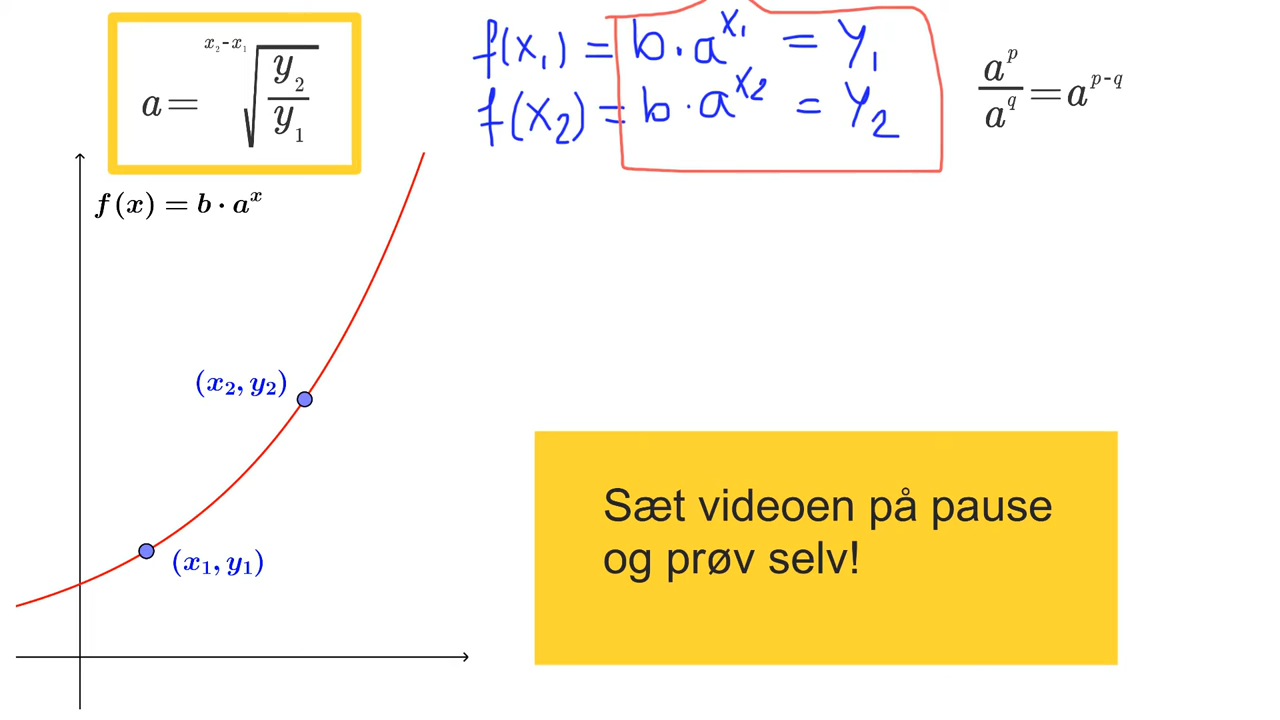 a = ^{x₂-x₁}√(y₂/y₁)
f(x₁) = b · a^{x₁} = y₁
f(x₂) = b · a^{x₂} = y₂
a^p/a^q = a^{p-q}
f(x) = b · a^x
(x₂, y₂)
(x₁, y₁)
Sæt videoen på pause
og prøv selv!